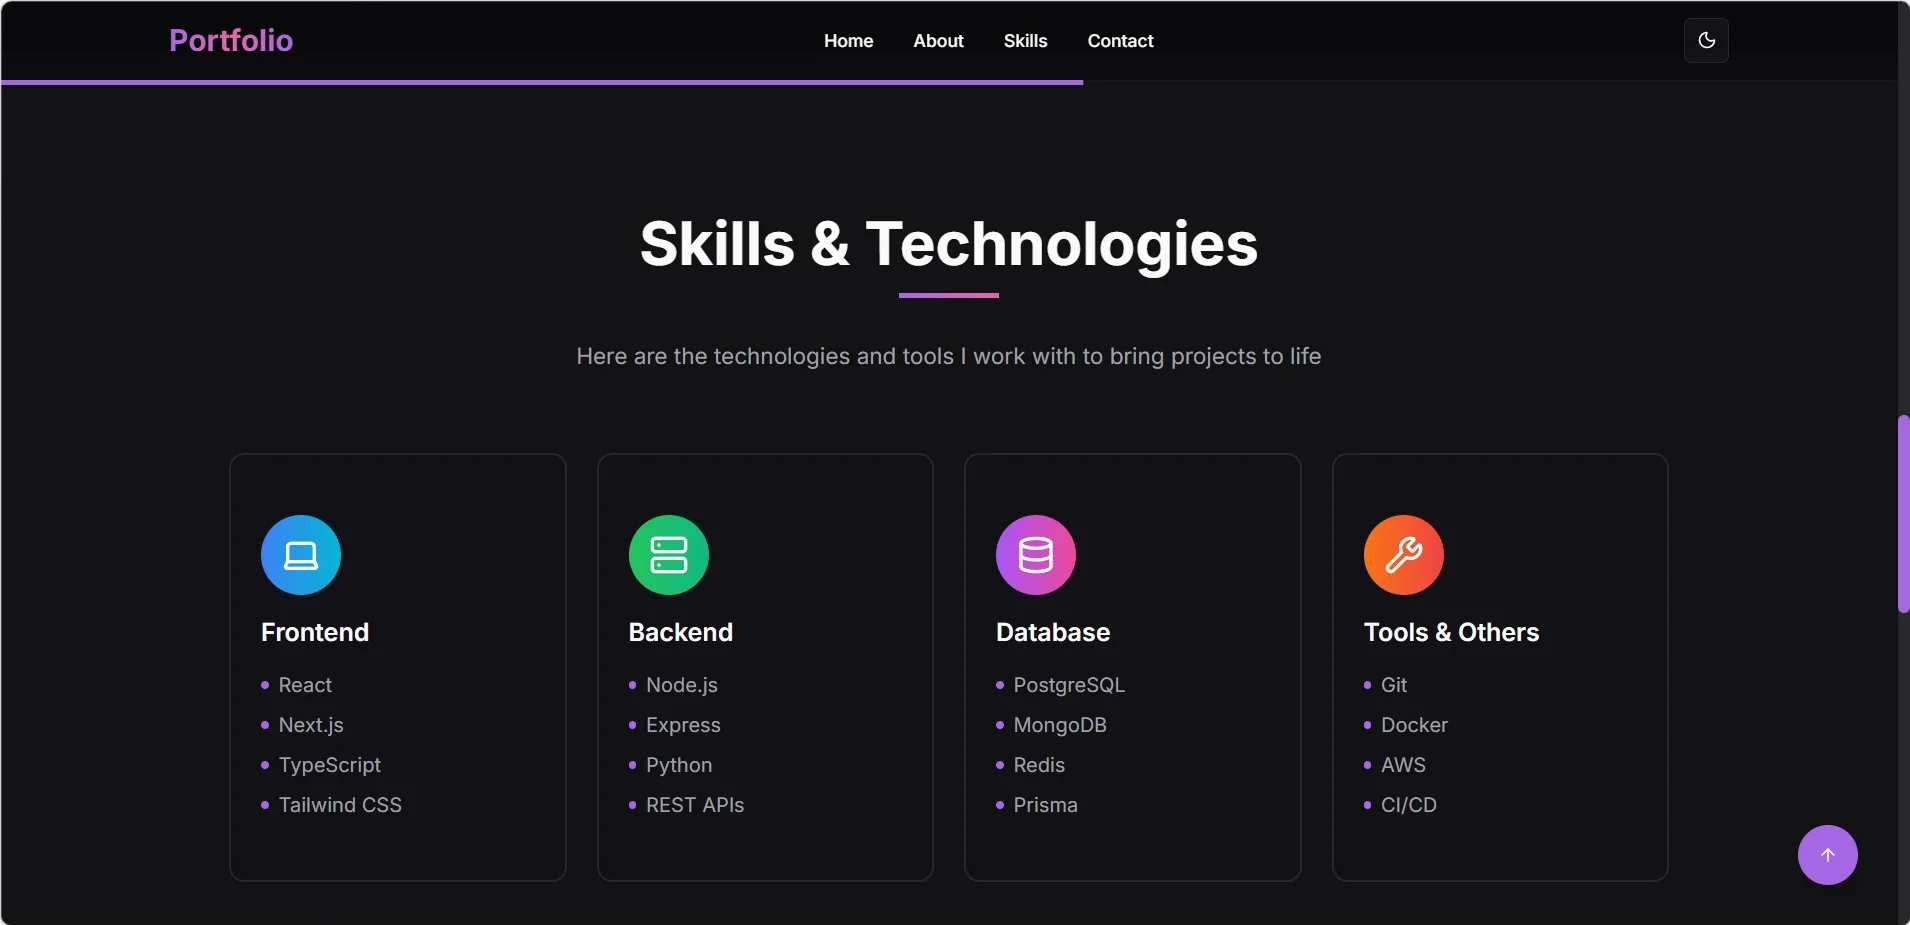 Portfolio
Home About Skills Contact
Skills & Technologies
Here are the technologies and tools I work with to bring projects to life
Frontend
React
Next.js
TypeScript
Tailwind CSS
Backend
Node.js
Express
Python
REST APIs
Database
PostgreSQL
MongoDB
Redis
Prisma
Tools & Others
Git
Docker
AWS
CI/CD